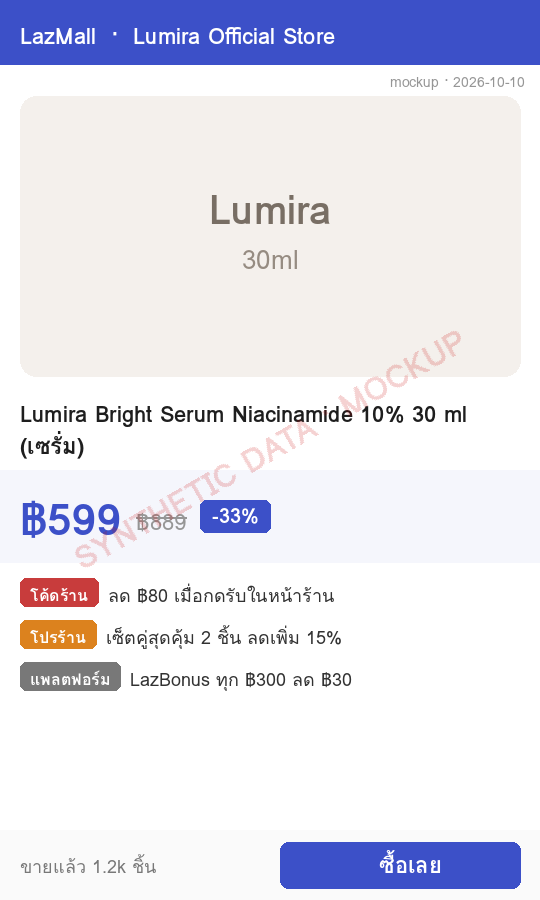 LazMall · Lumira Official Store
mockup · 2026-10-10
Lumira
30ml
Lumira Bright Serum Niacinamide 10% 30 ml
(เซรั่ม)
฿599 ฿889 -33%
SYNTHETIC DATA · MOCKUP
โค้ดร้าน ลด ฿80 เมื่อกดรับในหน้าร้าน
โปรร้าน เซ็ตคู่สุดคุ้ม 2 ชิ้น ลดเพิ่ม 15%
แพลตฟอร์ม LazBonus ทุก ฿300 ลด ฿30
ขายแล้ว 1.2k ชิ้น ซื้อเลย